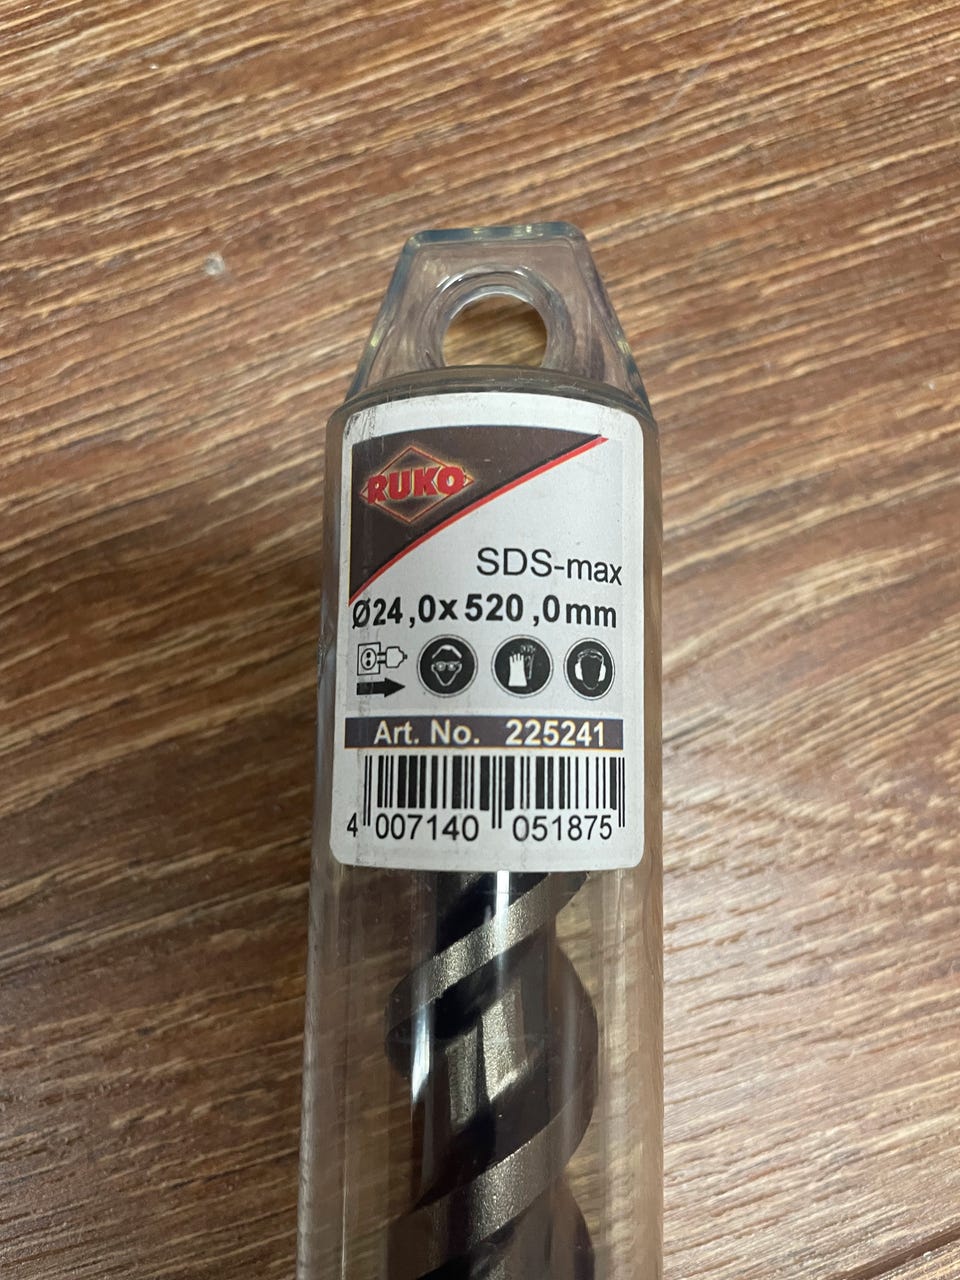 RUKO
SDS-max
Ø24,0x520,0mm
Art. No. 225241
4 007140 051875